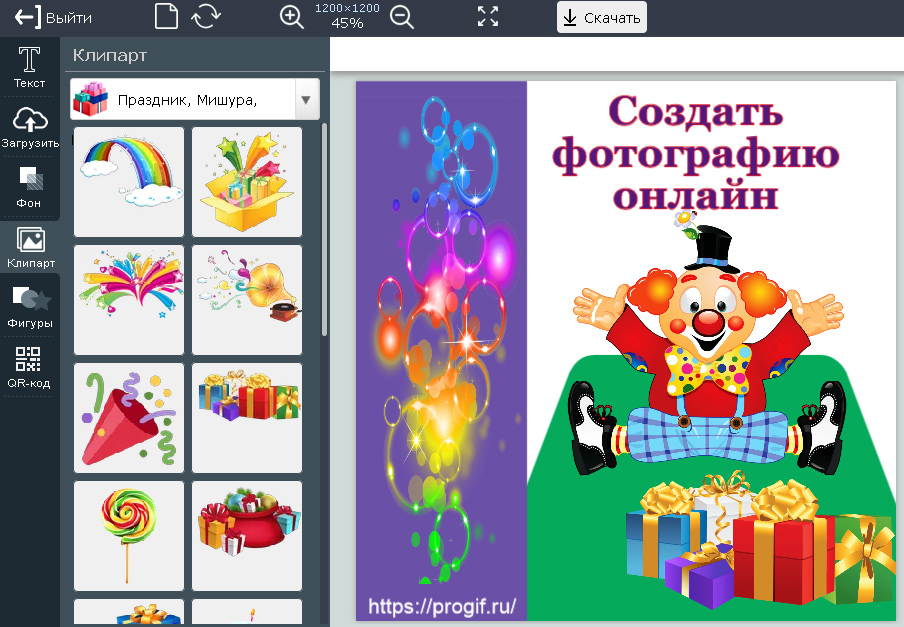 Выйти
1200×1200
45%
Скачать
Текст
Загрузить
Фон
Клипарт
Фигуры
QR-код
Клипарт
Праздник, Мишура,
Создать
фотографию
онлайн
https://progif.ru/